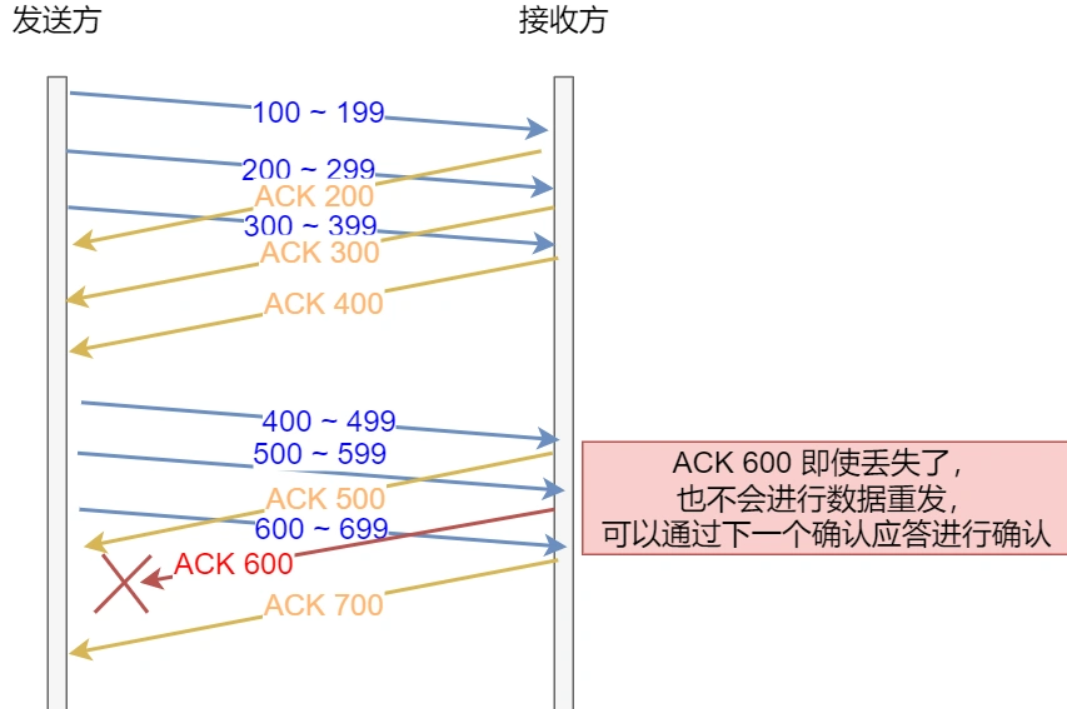 发送方
接收方
100 ~ 199
200 ~ 299
ACK 200
300 ~ 399
ACK 300
ACK 400
400 ~ 499
500 ~ 599
ACK 500
600 ~ 699
ACK 600
ACK 700
ACK 600 即使丢失了，
也不会进行数据重发，
可以通过下一个确认应答进行确认